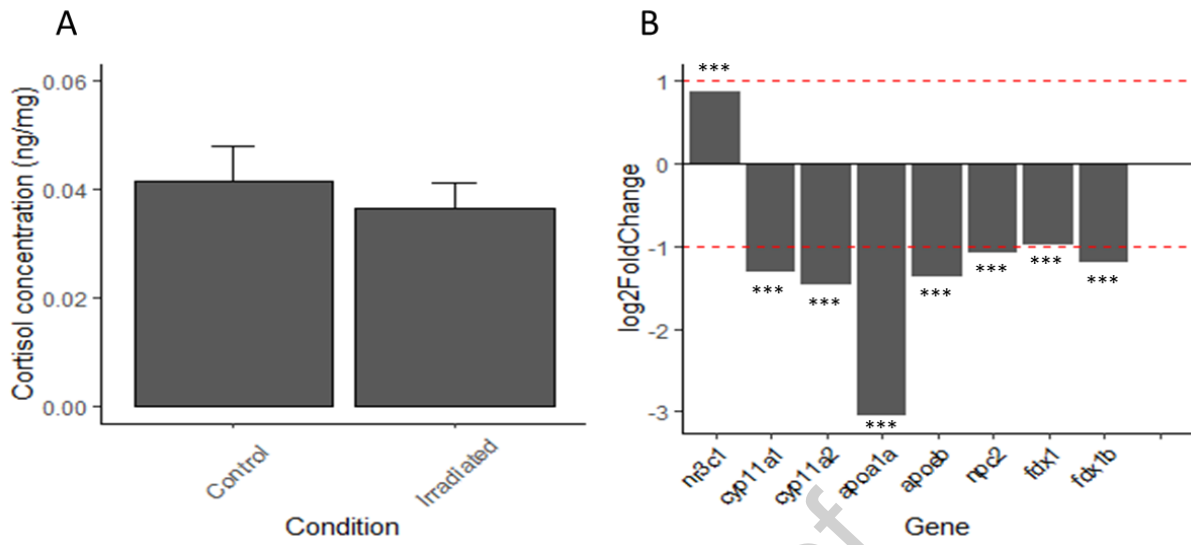 A
Cortisol concentration (ng/mg)
0.06
0.04
0.02
0.00
Control
Irradiated
Condition
B
log2FoldChange
1
0
-1
-2
-3
***
***
***
***
***
***
***
***
nr3c1
cyp11a1
cyp11a2
apoa1a
apoeb
npc2
fdx1
fdx1b
Gene